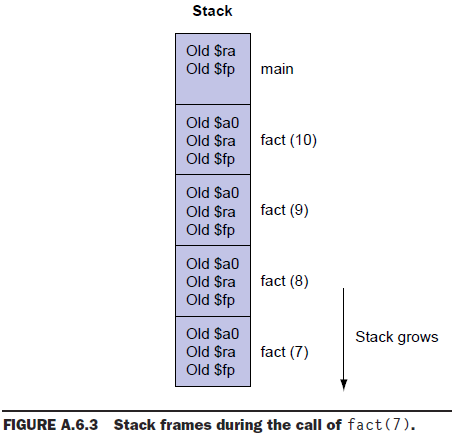 Stack
Old $ra
Old $fp
main
Old $a0
Old $ra
Old $fp
fact (10)
Old $a0
Old $ra
Old $fp
fact (9)
Old $a0
Old $ra
Old $fp
fact (8)
Old $a0
Old $ra
Old $fp
fact (7)
Stack grows
FIGURE A.6.3 Stack frames during the call of fact(7).